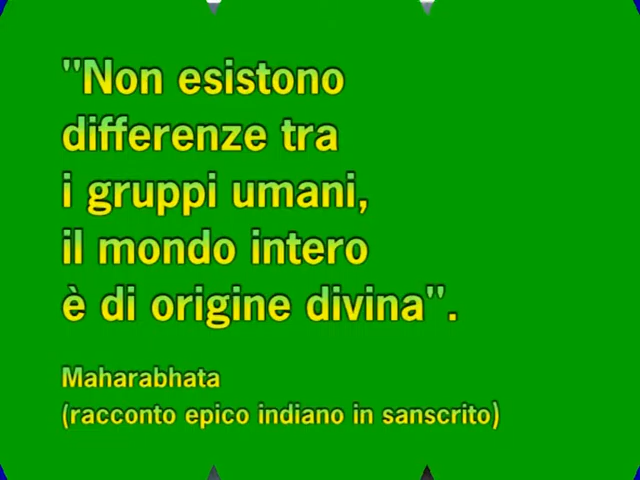 "Non esistono
differenze tra
i gruppi umani,
il mondo intero
è di origine divina".
Maharabhata
(racconto epico indiano in sanscrito)